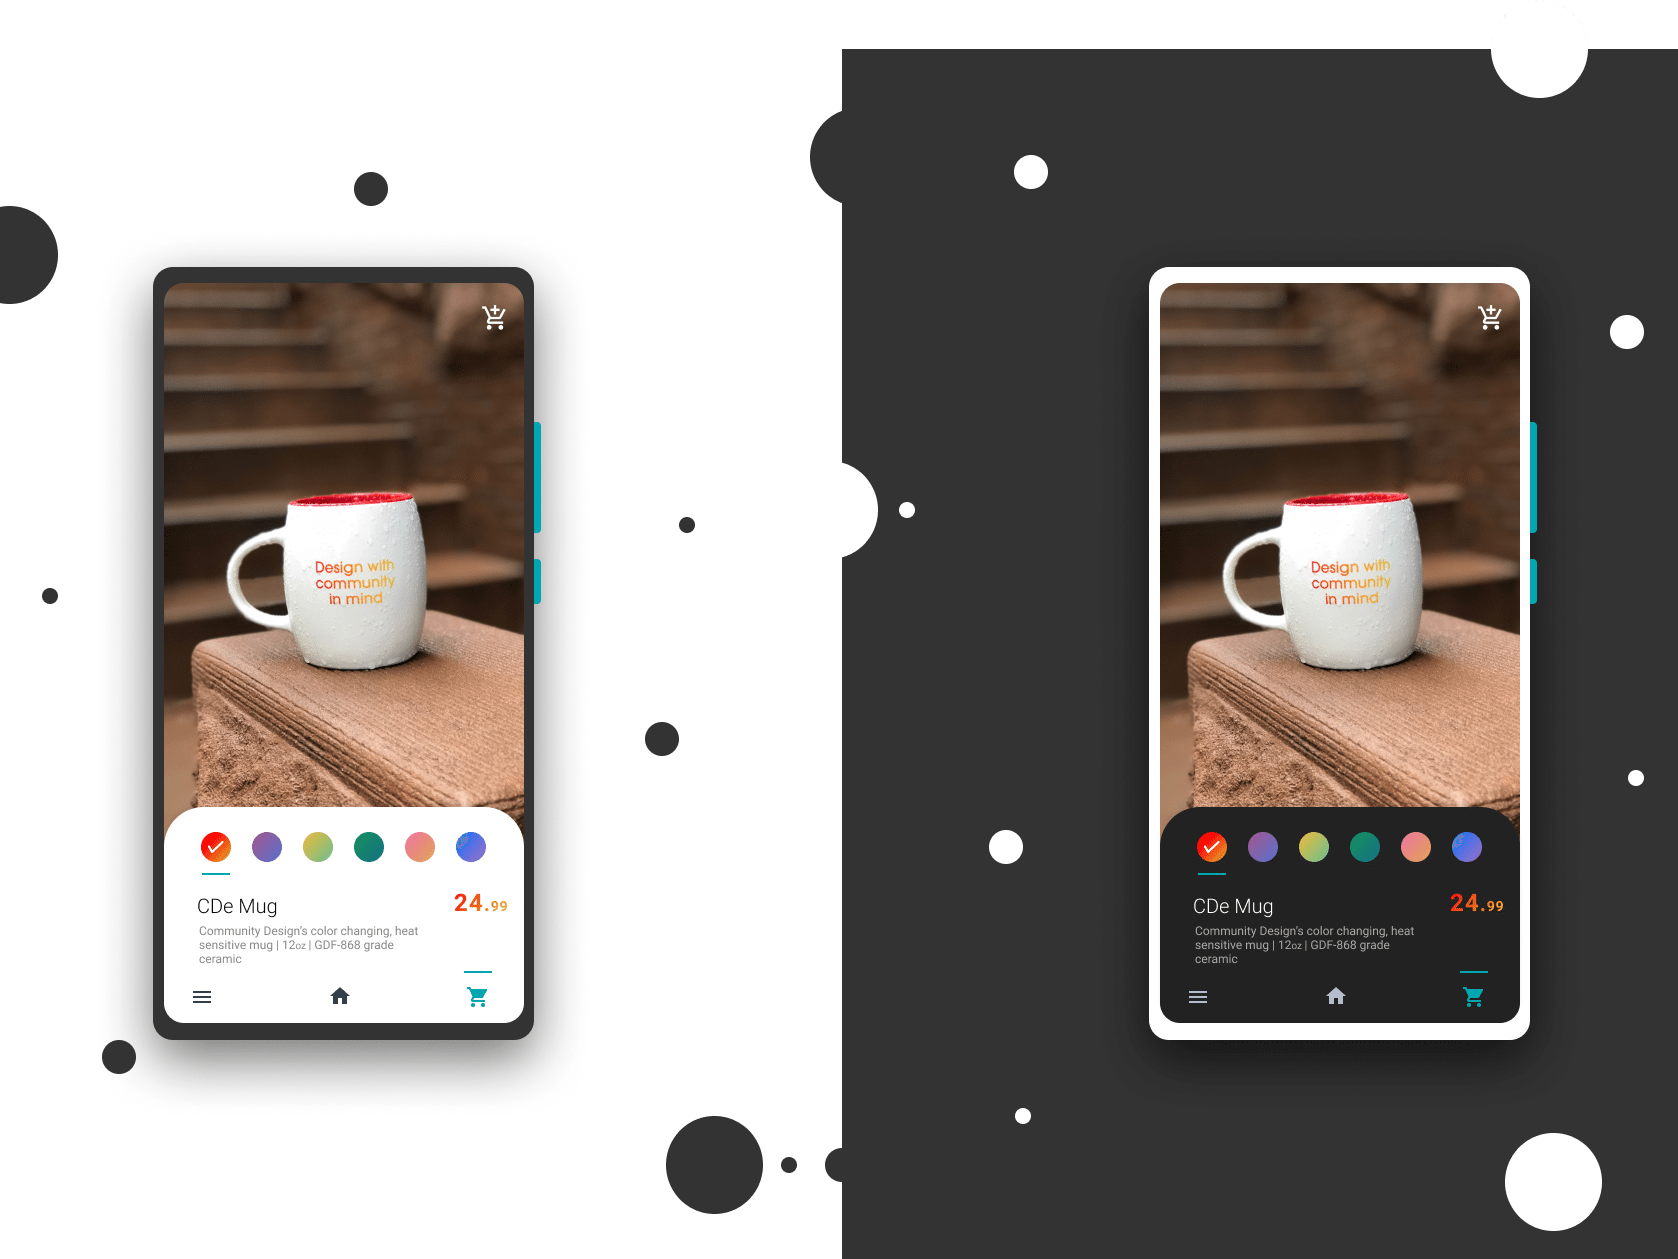 Design with
community
in mind
CDe Mug
24.99
Community Design's color changing, heat
sensitive mug | 12oz | GDF-868 grade
ceramic
Design with
community
in mind
CDe Mug
24.99
Community Design's color changing, heat
sensitive mug | 12oz | GDF-868 grade
ceramic